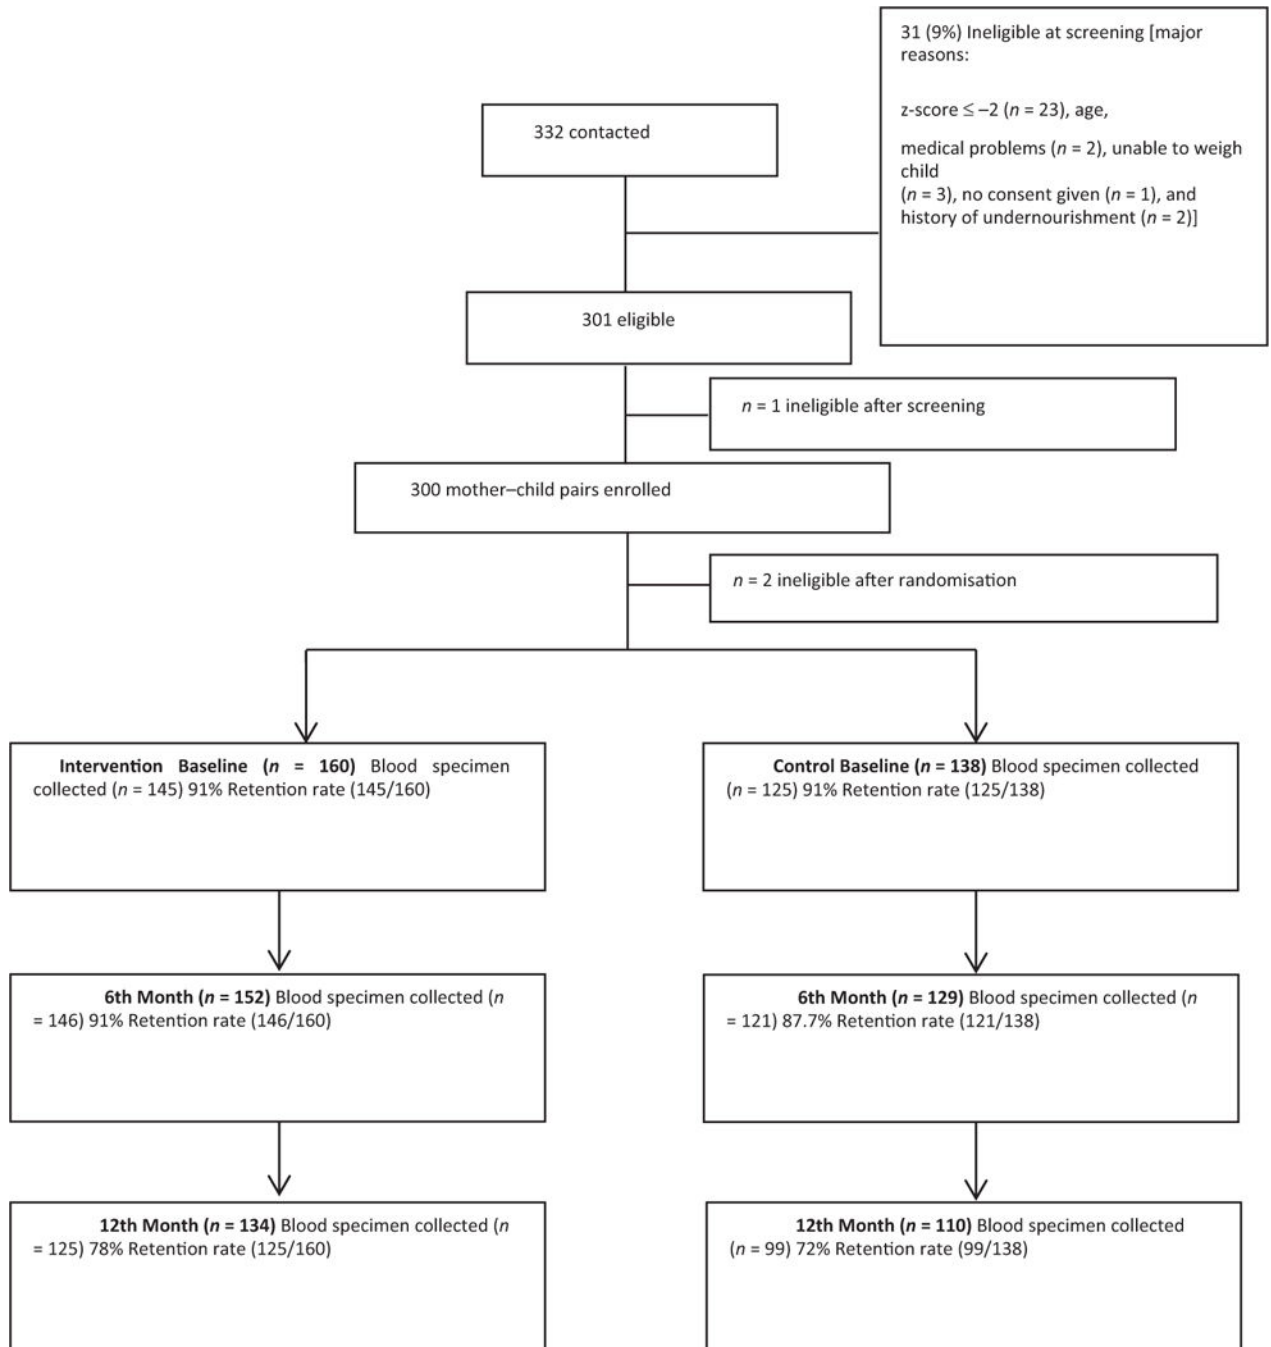 31 (9%) Ineligible at screening [major
reasons:
z-score ≤ –2 (n = 23), age,
medical problems (n = 2), unable to weigh
child
(n = 3), no consent given (n = 1), and
history of undernourishment (n = 2)]
332 contacted
301 eligible
n = 1 ineligible after screening
300 mother–child pairs enrolled
n = 2 ineligible after randomisation
Intervention Baseline (n = 160) Blood specimen
collected (n = 145) 91% Retention rate (145/160)
Control Baseline (n = 138) Blood specimen collected
(n = 125) 91% Retention rate (125/138)
6th Month (n = 152) Blood specimen collected (n
= 146) 91% Retention rate (146/160)
6th Month (n = 129) Blood specimen collected (n
= 121) 87.7% Retention rate (121/138)
12th Month (n = 134) Blood specimen collected (n
= 125) 78% Retention rate (125/160)
12th Month (n = 110) Blood specimen collected
(n = 99) 72% Retention rate (99/138)